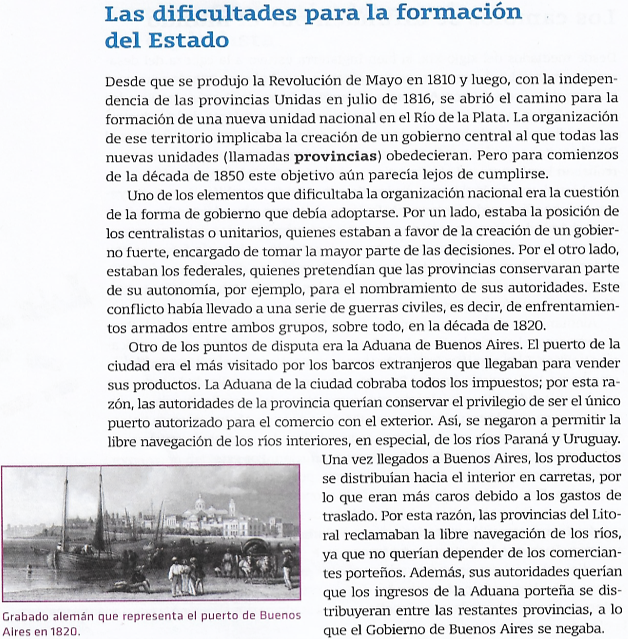 Las dificultades para la formación
del Estado
Desde que se produjo la Revolución de Mayo en 1810 y luego, con la indepen-
dencia de las provincias Unidas en julio de 1816, se abrió el camino para la
formación de una nueva unidad nacional en el Río de la Plata. La organización
de ese territorio implicaba la creación de un gobierno central al que todas las
nuevas unidades (llamadas provincias) obedecieran. Pero para comienzos
de la década de 1850 este objetivo aún parecía lejos de cumplirse.
Uno de los elementos que dificultaba la organización nacional era la cuestión
de la forma de gobierno que debía adoptarse. Por un lado, estaba la posición de
los centralistas o unitarios, quienes estaban a favor de la creación de un gobier-
no fuerte, encargado de tomar la mayor parte de las decisiones. Por el otro lado,
estaban los federales, quienes pretendían que las provincias conservaran parte
de su autonomía, por ejemplo, para el nombramiento de sus autoridades. Este
conflicto había llevado a una serie de guerras civiles, es decir, de enfrentamien-
tos armados entre ambos grupos, sobre todo, en la década de 1820.
Otro de los puntos de disputa era la Aduana de Buenos Aires. El puerto de la
ciudad era el más visitado por los barcos extranjeros que llegaban para vender
sus productos. La Aduana de la ciudad cobraba todos los impuestos; por esta ra-
zón, las autoridades de la provincia querían conservar el privilegio de ser el único
puerto autorizado para el comercio con el exterior. Así, se negaron a permitir la
libre navegación de los ríos interiores, en especial, de los ríos Paraná y Uruguay.
Una vez llegados a Buenos Aires, los productos
se distribuían hacia el interior en carretas, por
lo que eran más caros debido a los gastos de
traslado. Por esta razón, las provincias del Lito-
ral reclamaban la libre navegación de los ríos,
ya que no querían depender de los comercian-
tes porteños. Además, sus autoridades querían
que los ingresos de la Aduana porteña se dis-
tribuyeran entre las restantes provincias, a lo
que el Gobierno de Buenos Aires se negaba.
Grabado alemán que representa el puerto de Buenos
Aires en 1820.